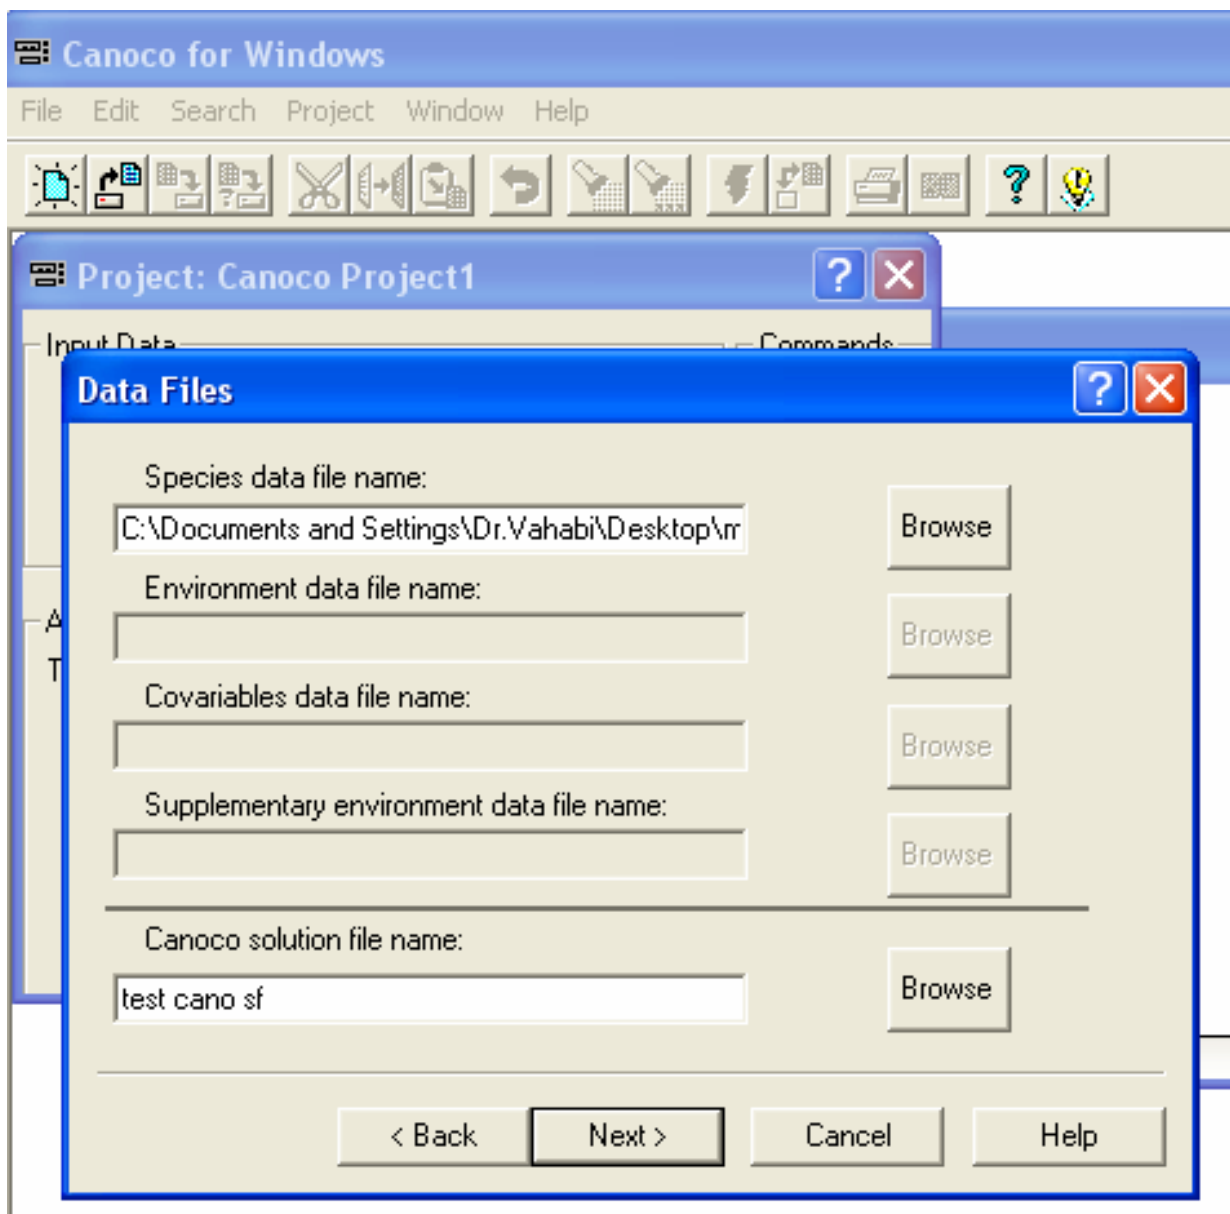 Canoco for Windows
File Edit Search Project Window Help
Project: Canoco Project1
Input Data
Commands
Data Files
Species data file name:
C:\Documents and Settings\Dr.Vahabi\Desktop\m
Browse
Environment data file name:
Browse
Covariables data file name:
Browse
Supplementary environment data file name:
Browse
Canoco solution file name:
test cano sf
Browse
< Back Next > Cancel Help